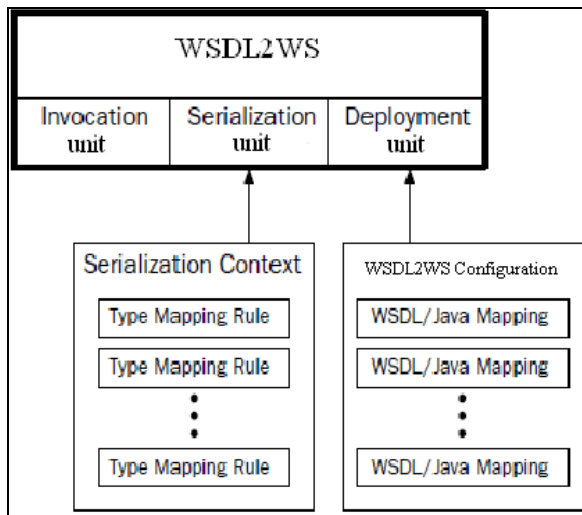 WSDL2WS
Invocation unit
Serialization unit
Deployment unit
Serialization Context
Type Mapping Rule
Type Mapping Rule
Type Mapping Rule
WSDL2WS Configuration
WSDL/Java Mapping
WSDL/Java Mapping
WSDL/Java Mapping